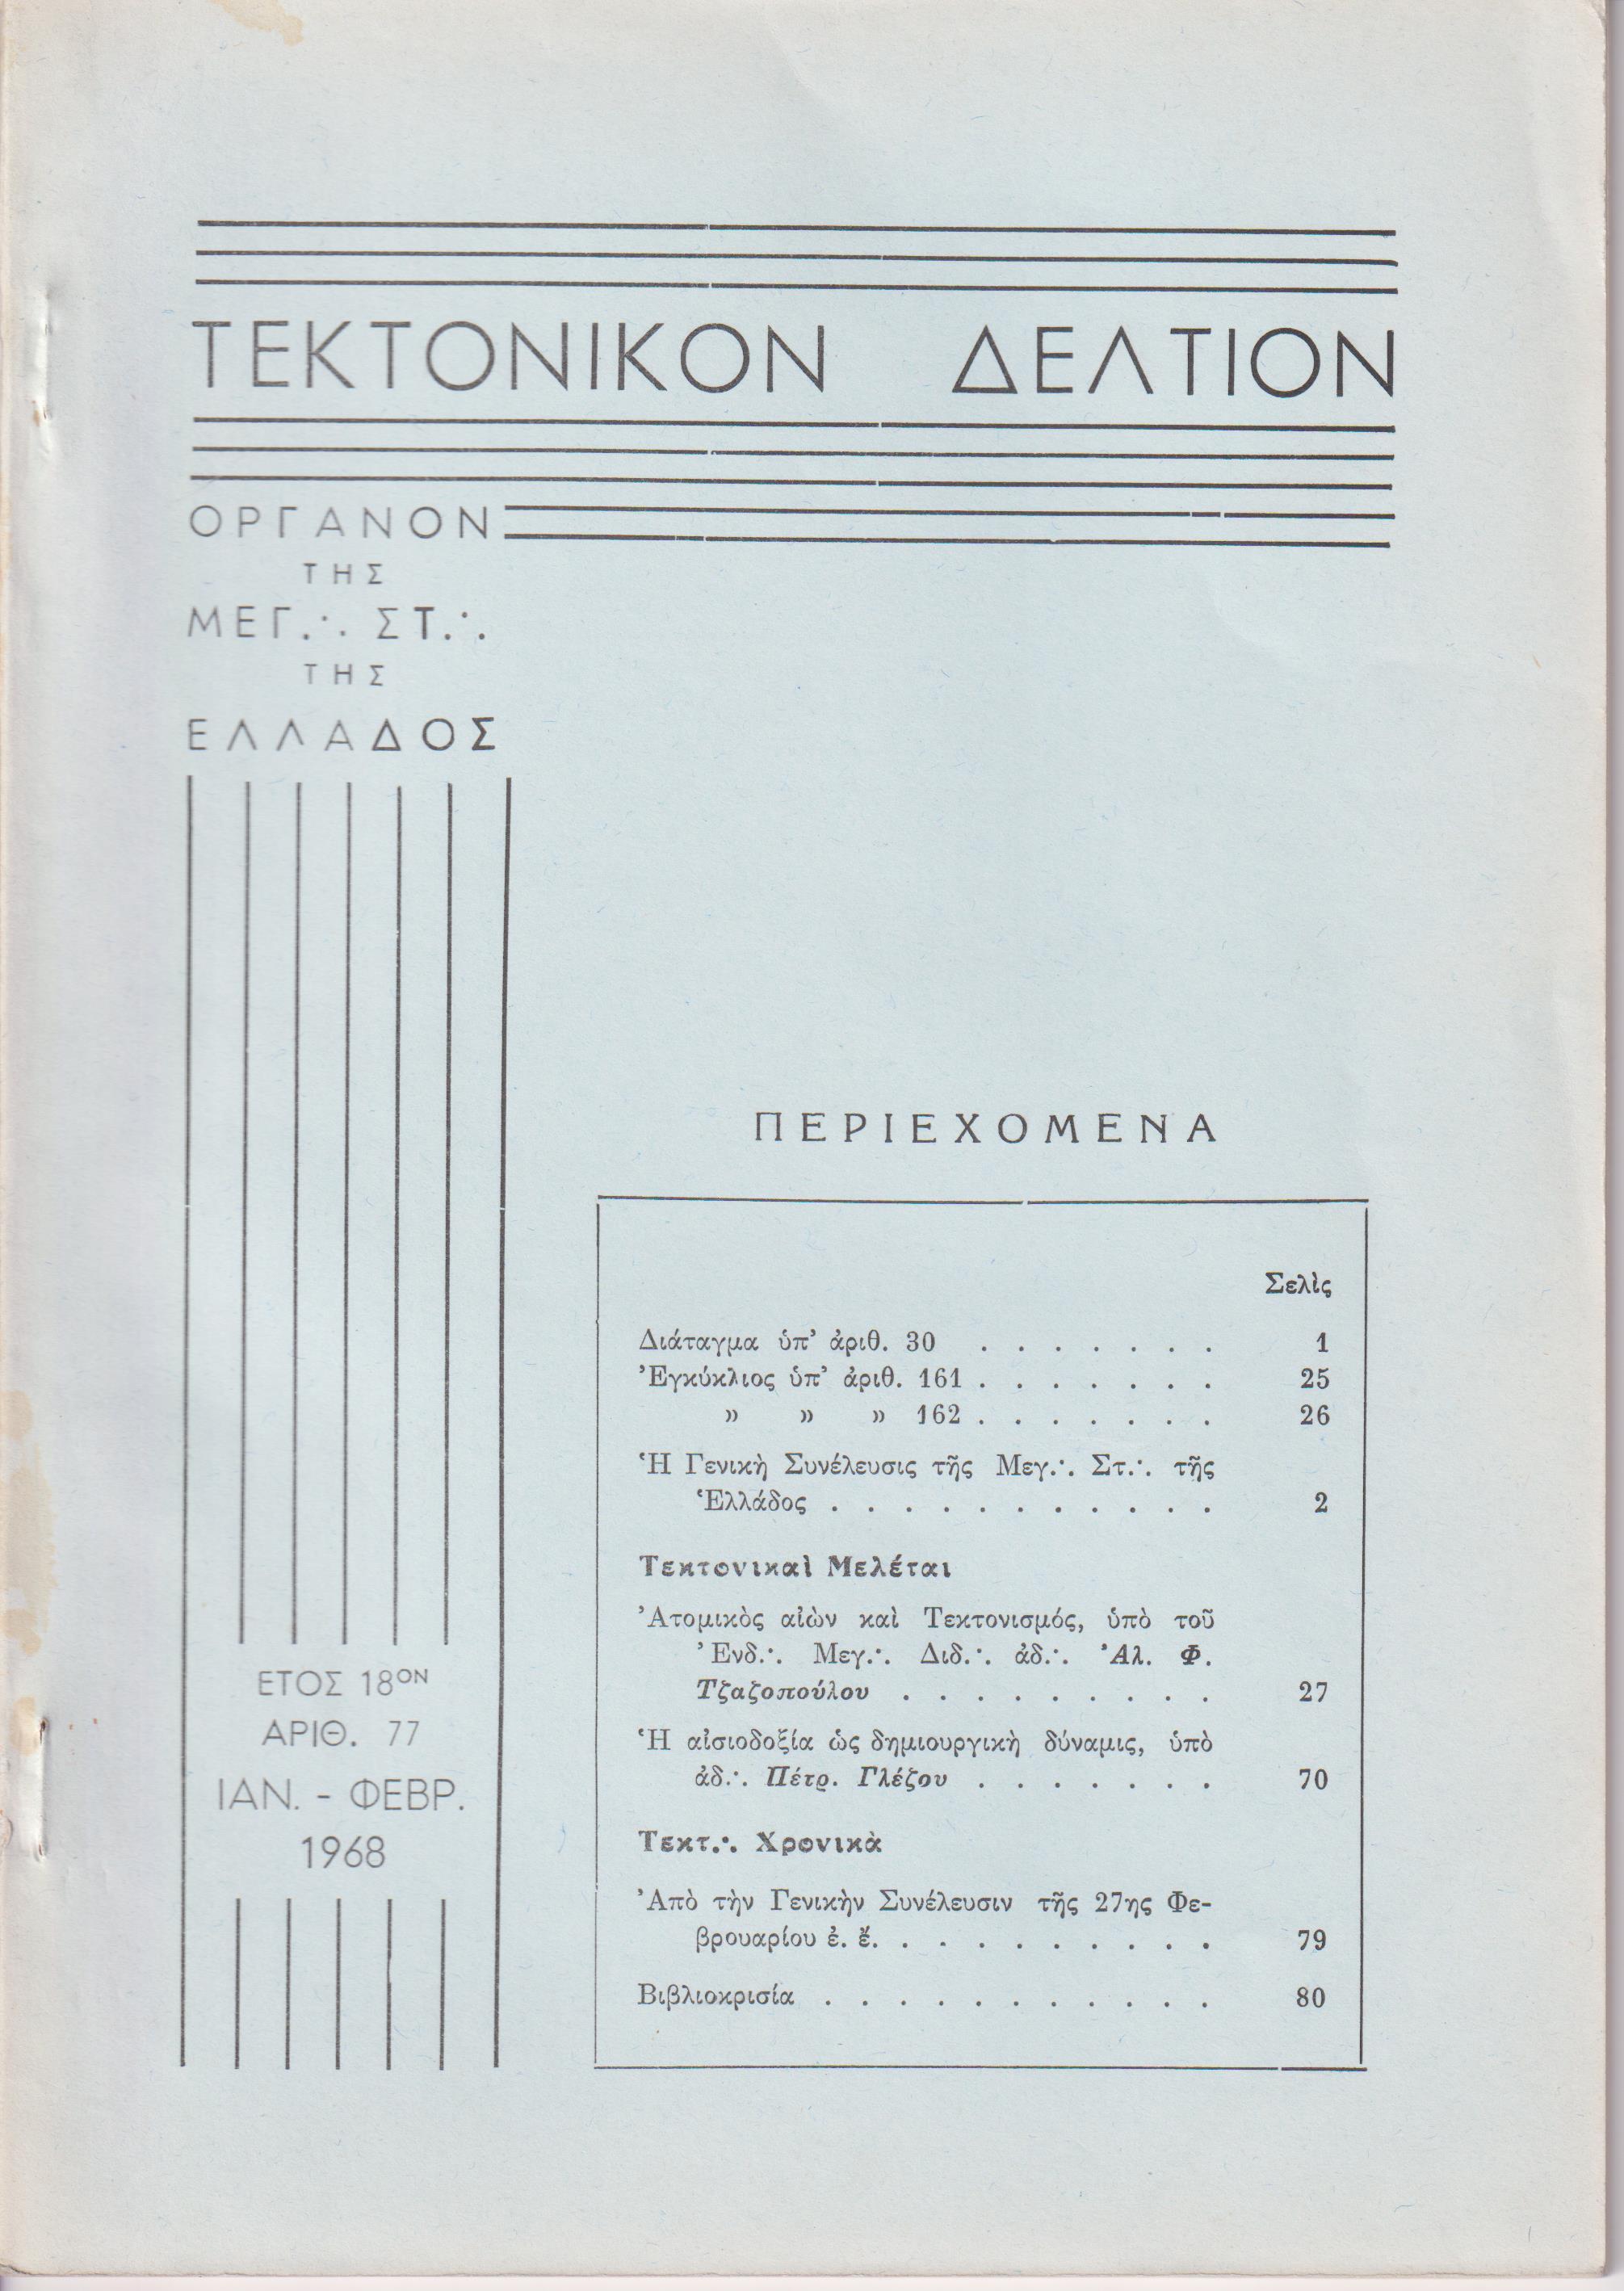 ΤΕΚΤΟΝΙΚΟΝ ΔΕΛΤΙΟΝ
ΟΡΓΑΝΟΝ
ΤΗΣ
ΜΕΓ.·. ΣΤ.·.
ΤΗΣ
ΕΛΛΑΔΟΣ
ΕΤΟΣ 18ΟΝ
ΑΡΙΘ. 77
ΙΑΝ. - ΦΕΒΡ.
1968
ΠΕΡΙΕΧΟΜΕΝΑ
Σελὶς
Διάταγμα ὑπ’ ἀριθ. 30 . . . . . . . 1
Ἐγκύκλιος ὑπ’ ἀριθ. 161 . . . . . . . 25
» » » 162 . . . . . . . 26
Ἡ Γενικὴ Συνέλευσις τῆς Μεγ.·. Στ.·. τῆς
Ἑλλάδος . . . . . . . . . . . 2
Τεκτονικαὶ Μελέται
Ἀτομικὸς αἰὼν καὶ Τεκτονισμός, ὑπὸ τοῦ
Ἐνδ.·. Μεγ.·. Διδ.·. ἀδ.·. Ἀλ. Φ.
Τζαζοπούλου . . . . . . . . . 27
Ἡ αἰσιοδοξία ὡς δημιουργικὴ δύναμις, ὑπὸ
ἀδ.·. Πέτρ. Γλέζου . . . . . . . 70
Τεκτ.·. Χρονικὰ
Ἀπὸ τὴν Γενικὴν Συνέλευσιν τῆς 27ης Φε-
βρουαρίου ἐ. ἔ. . . . . . . . . . 79
Βιβλιοκρισία . . . . . . . . . . . 80